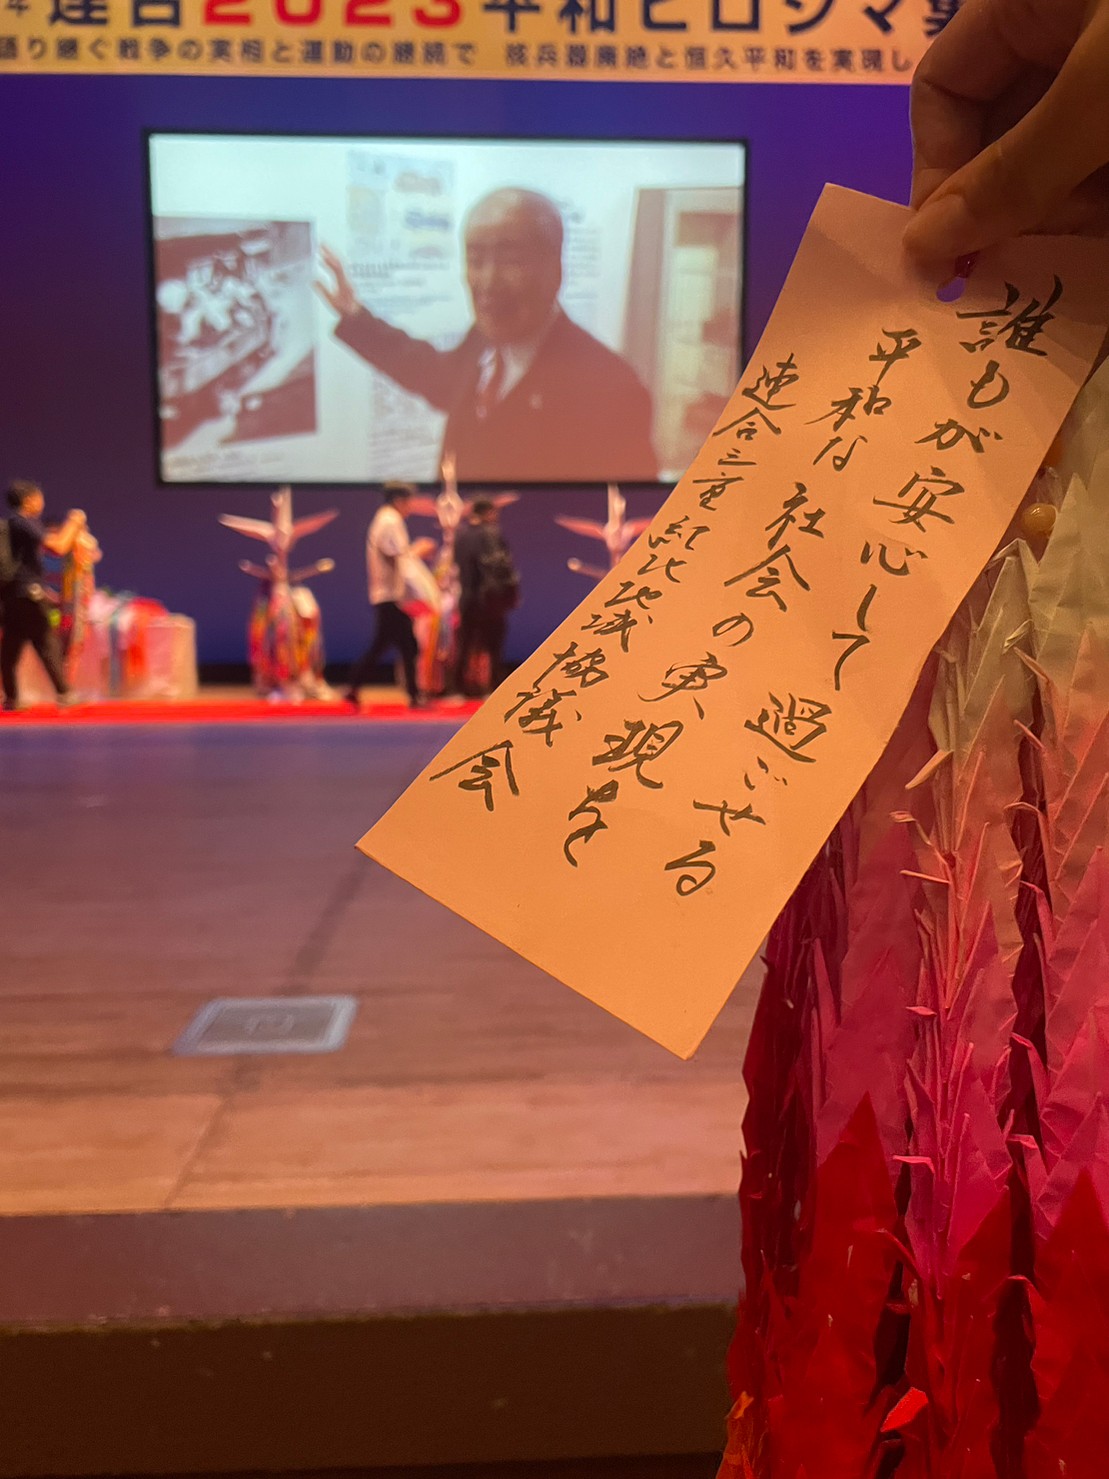 連合2023平和ヒロシマ集
語り継ぐ戦争の実相と運動の継続で 核兵器廃絶と恒久平和を実現し
誰もが安心して過ごせる
平和な社会の実現を
連合三重紀北地域協議会